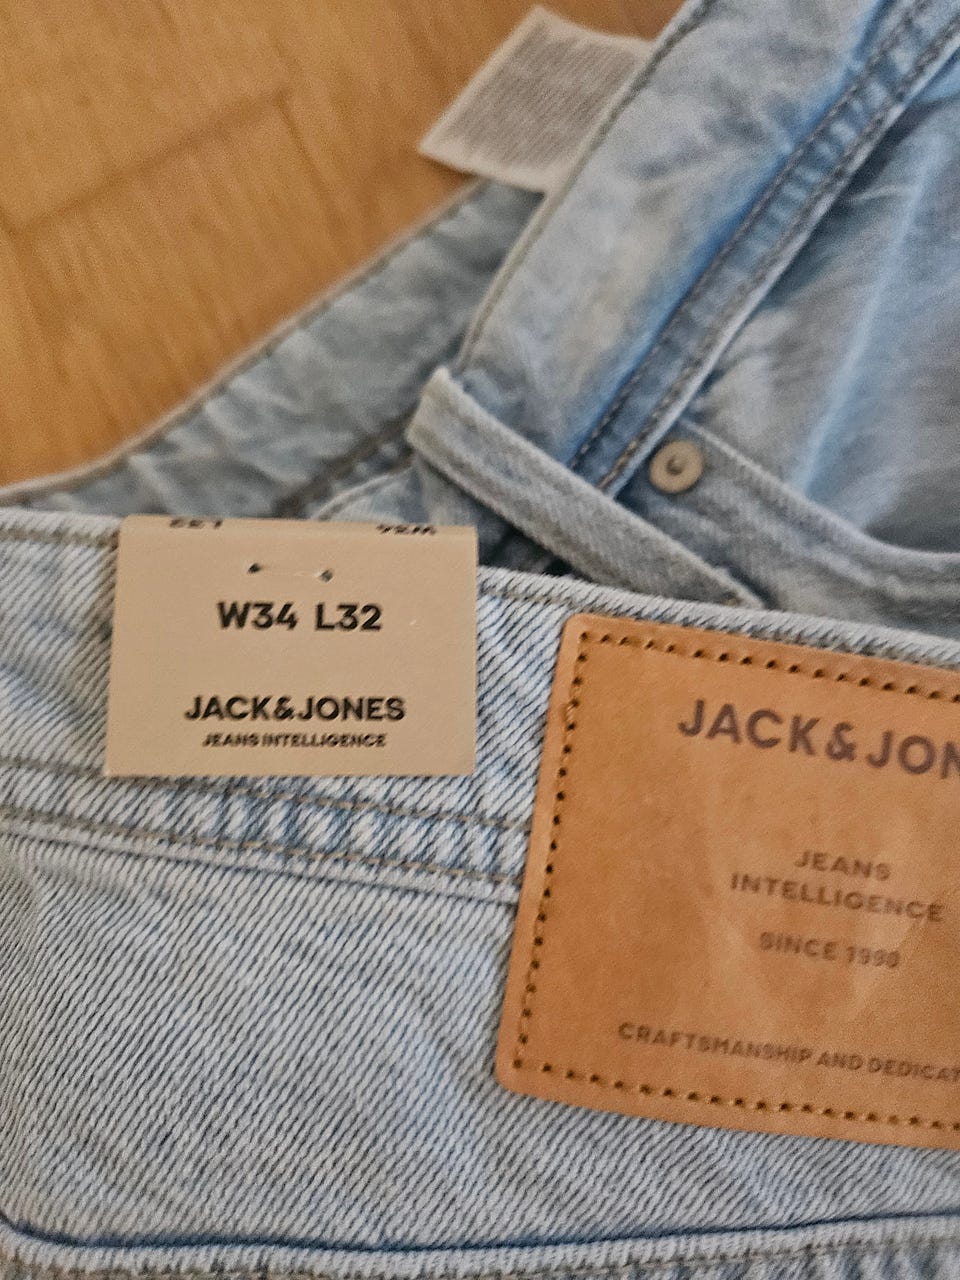 W34 L32
JACK&JONES
JEANS INTELLIGENCE
JACK&JON
JEANS
INTELLIGENCE
SINCE 1990
CRAFTSMANSHIP AND DEDICAT